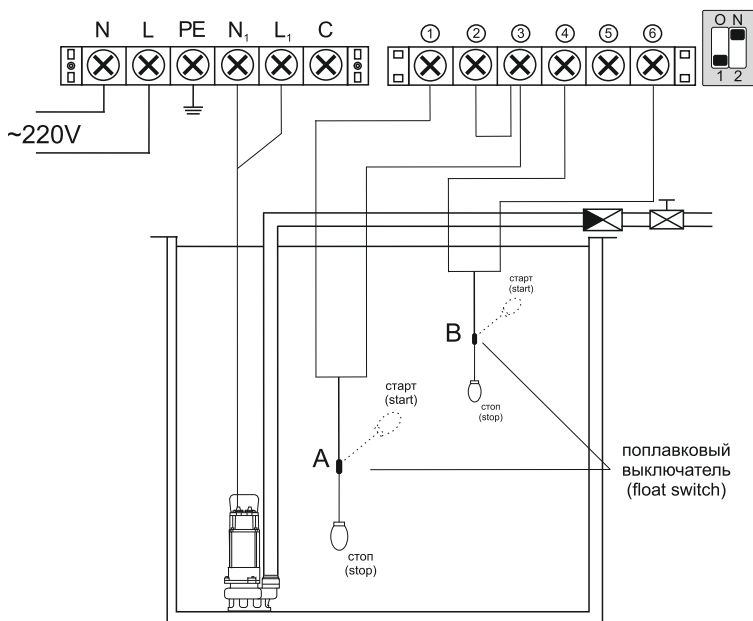 N L PE N₁ L₁ C
① ② ③ ④ ⑤ ⑥
O N
1 2
~220V
старт
(start)
B
стоп
(stop)
старт
(start)
A
стоп
(stop)
поплавковый
выключатель
(float switch)